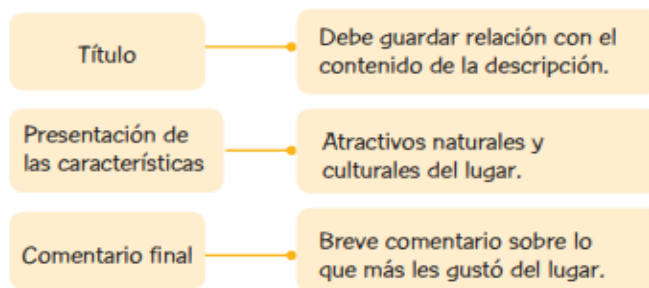 Título
Debe guardar relación con el
contenido de la descripción.
Presentación de
las características
Atractivos naturales y
culturales del lugar.
Comentario final
Breve comentario sobre lo
que más les gustó del lugar.